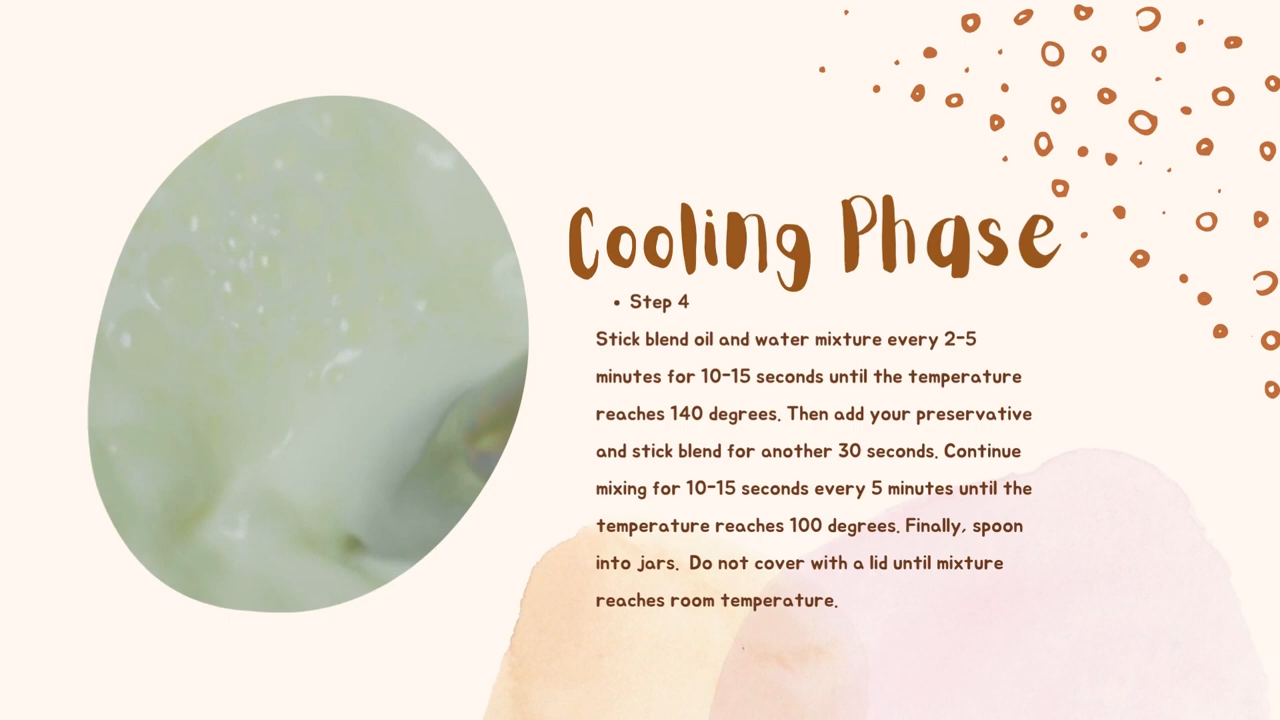 Cooling Phase
• Step 4
Stick blend oil and water mixture every 2-5
minutes for 10-15 seconds until the temperature
reaches 140 degrees. Then add your preservative
and stick blend for another 30 seconds. Continue
mixing for 10-15 seconds every 5 minutes until the
temperature reaches 100 degrees. Finally, spoon
into jars.  Do not cover with a lid until mixture
reaches room temperature.